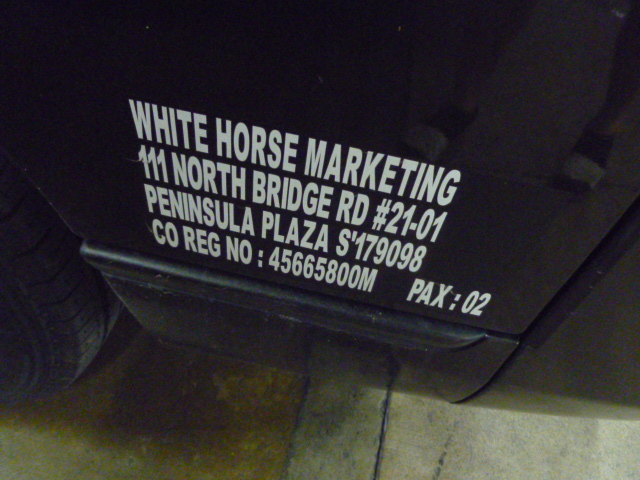 WHITE HORSE MARKETING
111 NORTH BRIDGE RD #21-01
PENINSULA PLAZA S'179098
CO REG NO : 45665800M
PAX : 02